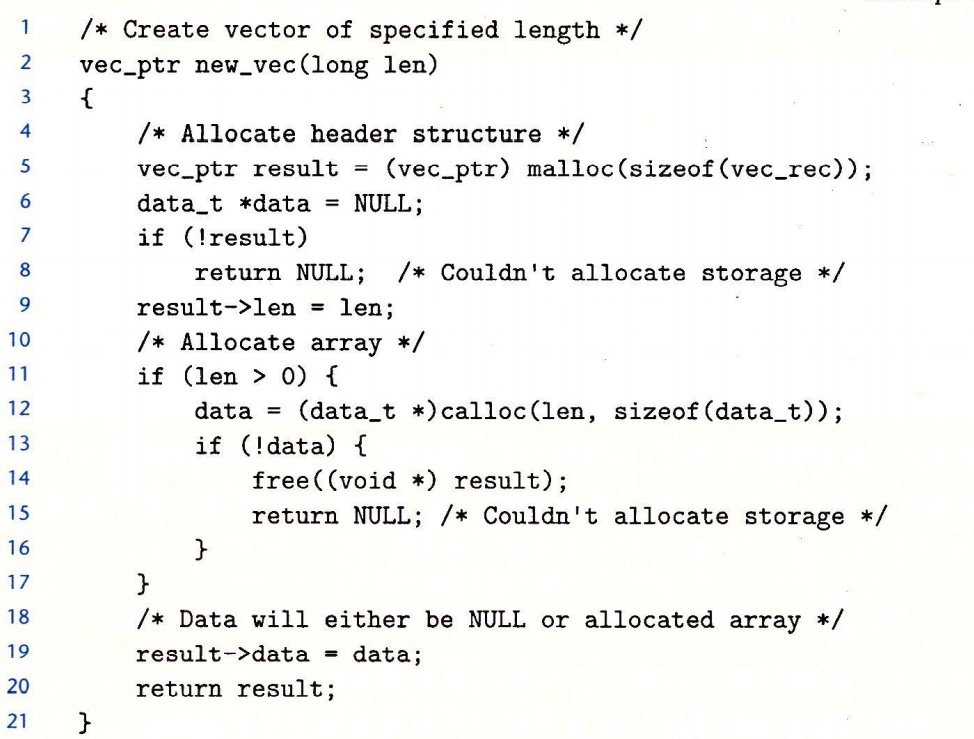 1 /* Create vector of specified length */
2 vec_ptr new_vec(long len)
3 {
4 /* Allocate header structure */
5 vec_ptr result = (vec_ptr) malloc(sizeof(vec_rec));
6 data_t *data = NULL;
7 if (!result)
8 return NULL; /* Couldn't allocate storage */
9 result->len = len;
10 /* Allocate array */
11 if (len > 0) {
12 data = (data_t *)calloc(len, sizeof(data_t));
13 if (!data) {
14 free((void *) result);
15 return NULL; /* Couldn't allocate storage */
16 }
17 }
18 /* Data will either be NULL or allocated array */
19 result->data = data;
20 return result;
21 }